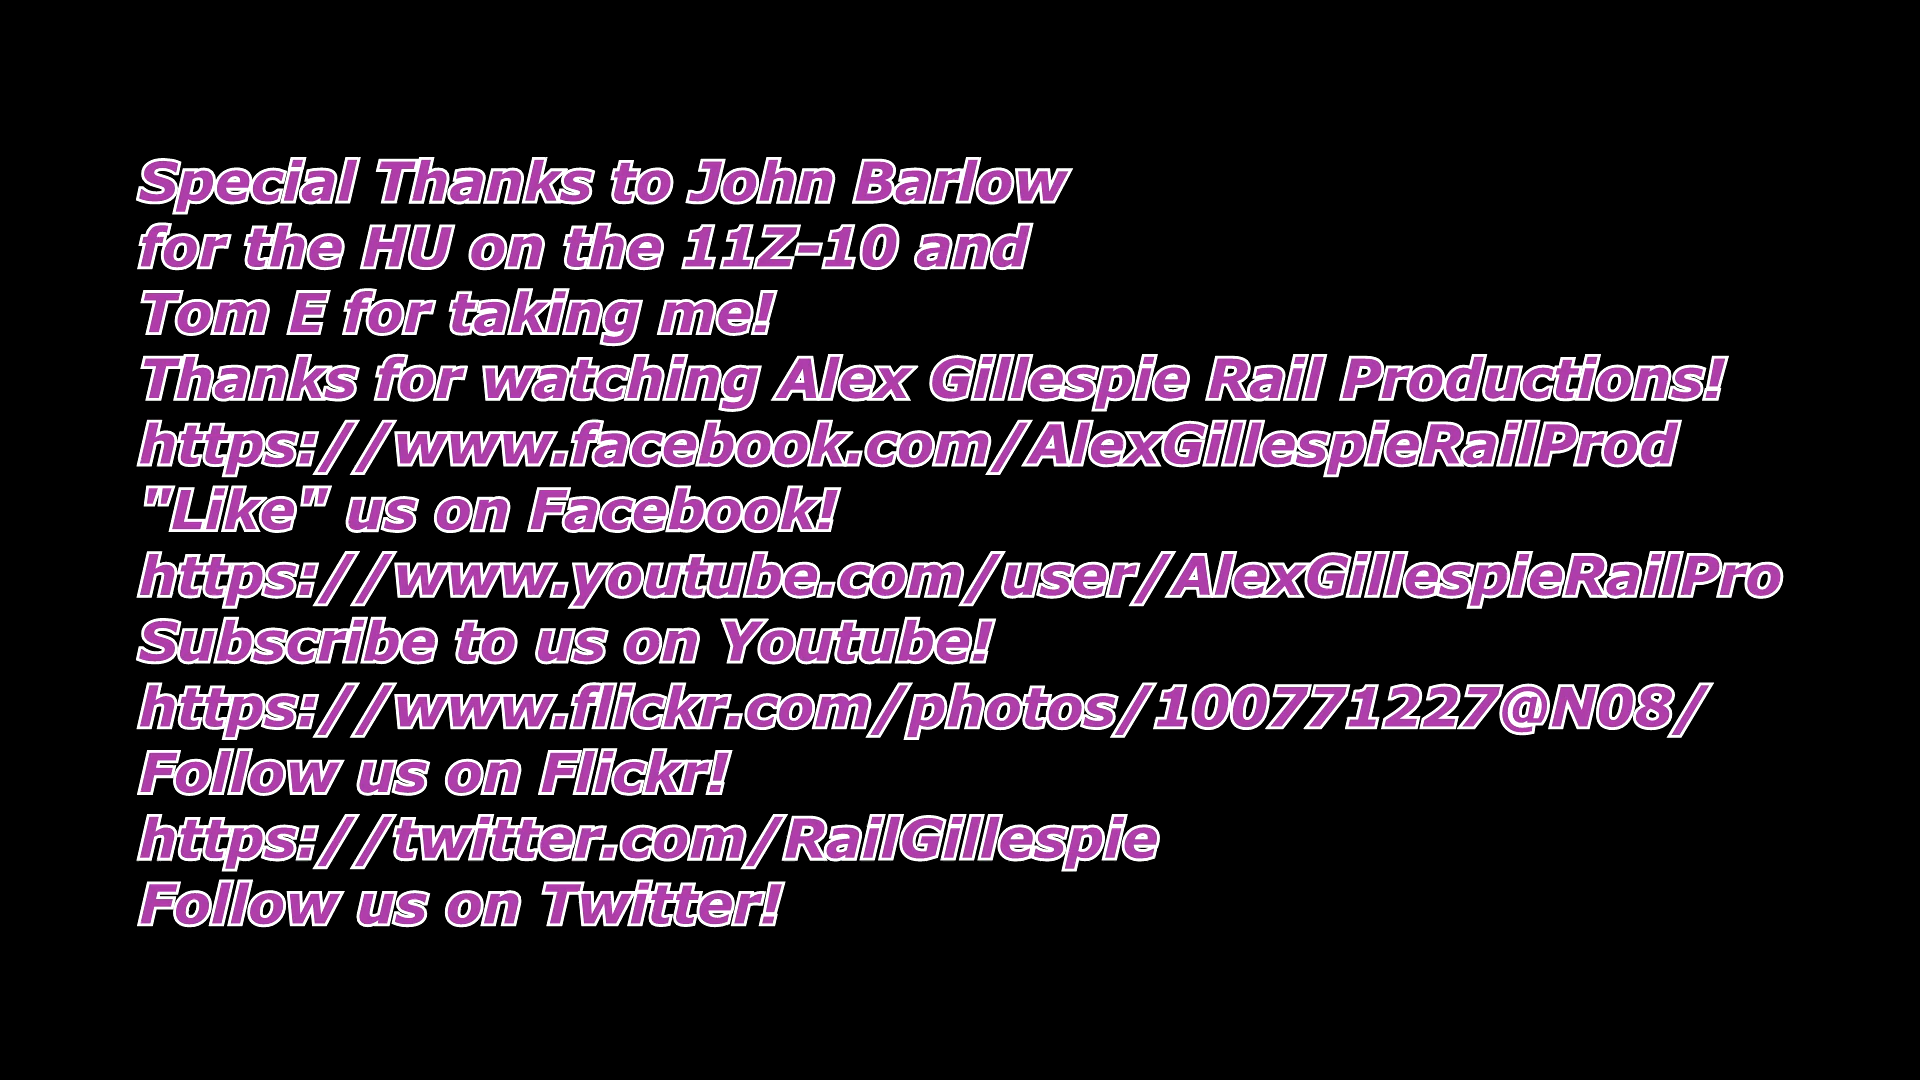 Special Thanks to John Barlow
for the HU on the 11Z-10 and
Tom E for taking me!
Thanks for watching Alex Gillespie Rail Productions!
https://www.facebook.com/AlexGillespieRailProd
"Like" us on Facebook!
https://www.youtube.com/user/AlexGillespieRailPro
Subscribe to us on Youtube!
https://www.flickr.com/photos/100771227@N08/
Follow us on Flickr!
https://twitter.com/RailGillespie
Follow us on Twitter!